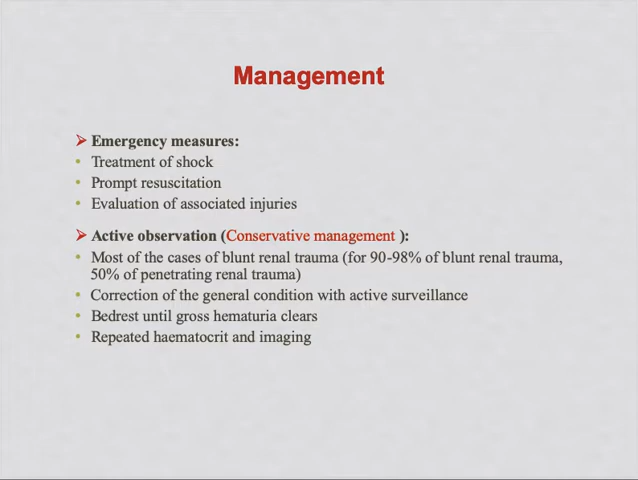 Management
➢ Emergency measures:
• Treatment of shock
• Prompt resuscitation
• Evaluation of associated injuries
➢ Active observation (Conservative management ):
• Most of the cases of blunt renal trauma (for 90-98% of blunt renal trauma,
50% of penetrating renal trauma)
• Correction of the general condition with active surveillance
• Bedrest until gross hematuria clears
• Repeated haematocrit and imaging